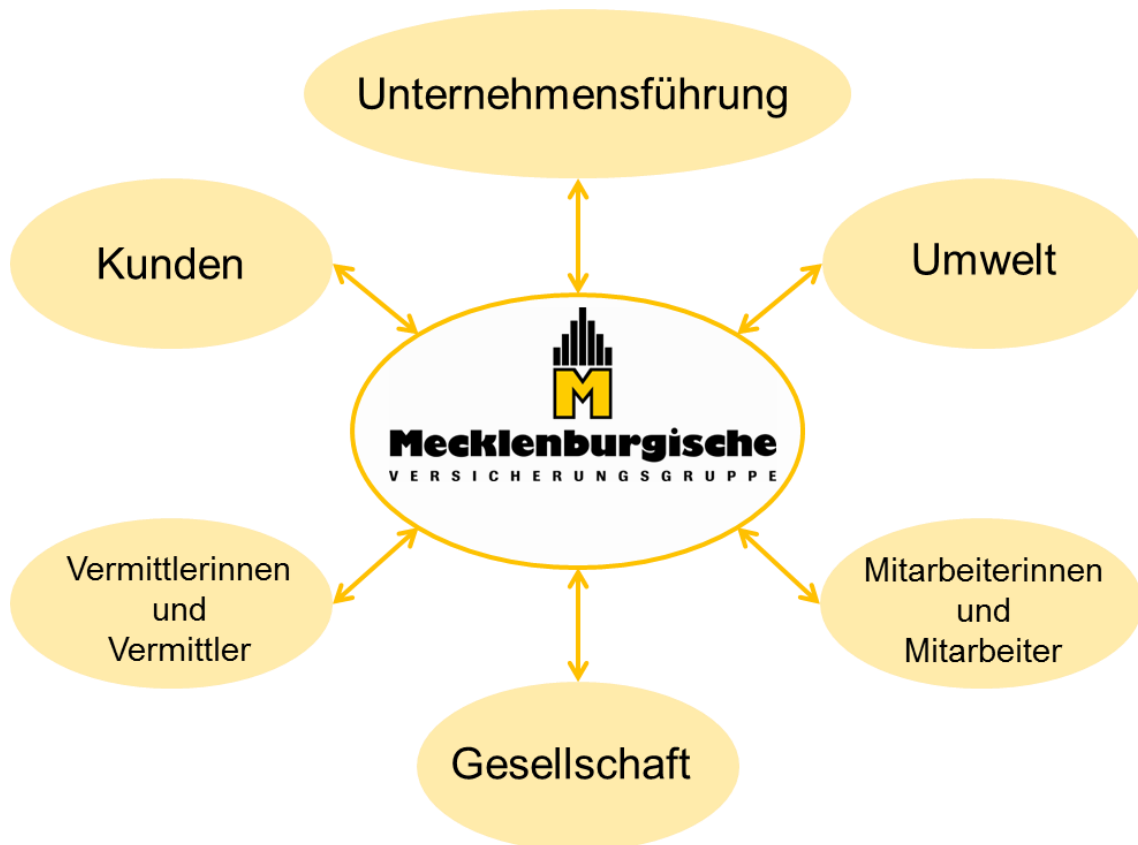 Unternehmensführung
Kunden
Umwelt
M
Mecklenburgische
VERSICHERUNGSGRUPPE
Vermittlerinnen
und
Vermittler
Mitarbeiterinnen
und
Mitarbeiter
Gesellschaft